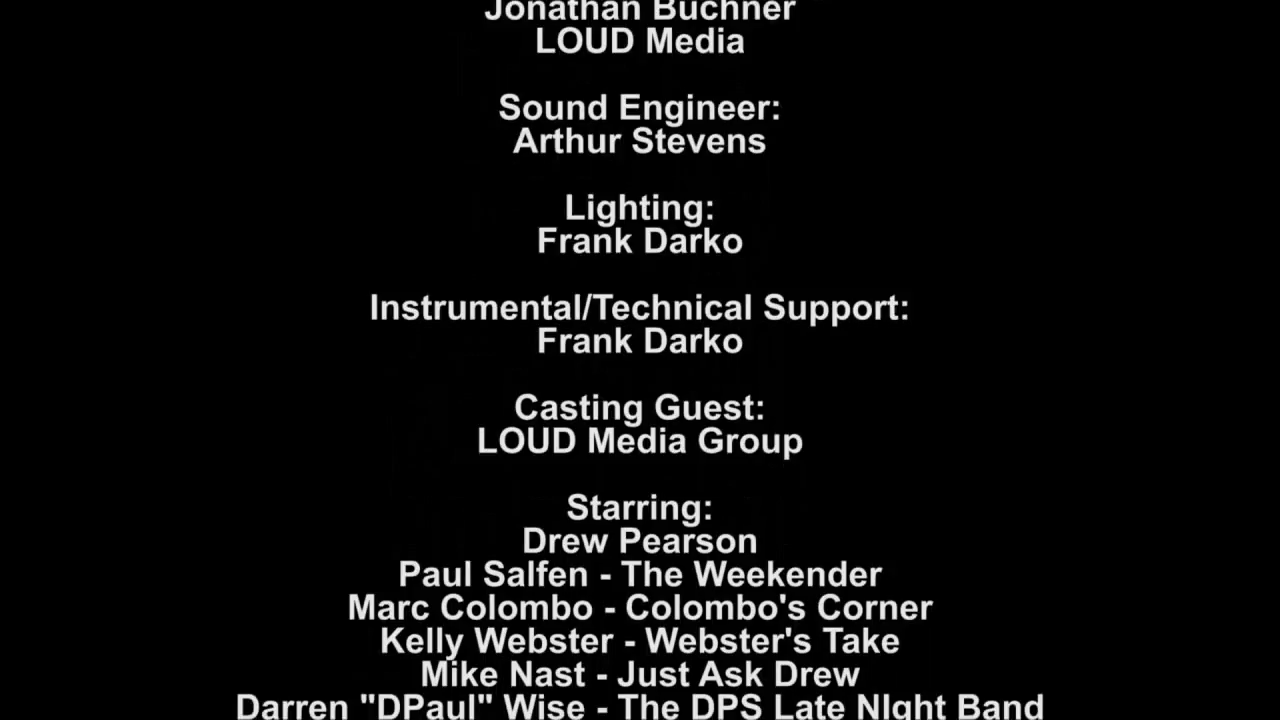 Jonathan Buchner
LOUD Media
Sound Engineer:
Arthur Stevens
Lighting:
Frank Darko
Instrumental/Technical Support:
Frank Darko
Casting Guest:
LOUD Media Group
Starring:
Drew Pearson
Paul Salfen - The Weekender
Marc Colombo - Colombo's Corner
Kelly Webster - Webster's Take
Mike Nast - Just Ask Drew
Darren "DPaul" Wise - The DPS Late NIght Band